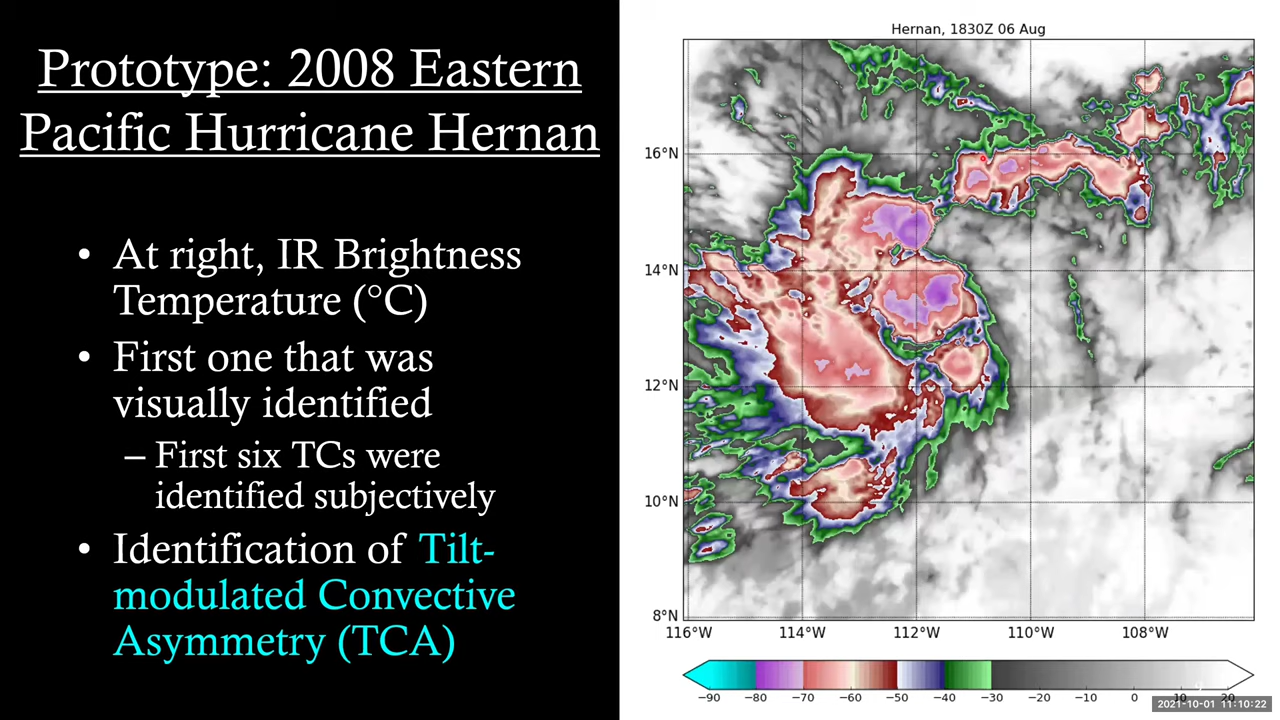 Prototype: 2008 Eastern
Pacific Hurricane Hernan
• At right, IR Brightness
Temperature (°C)
• First one that was
visually identified
– First six TCs were
identified subjectively
• Identification of Tilt-
modulated Convective
Asymmetry (TCA)
Hernan, 1830Z 06 Aug
16°N
14°N
12°N
10°N
8°N
116°W 114°W 112°W 110°W 108°W
−90 −80 −70 −60 −50 −40 −30 −20 −10 0 10 20
2021-10-01 11:10:22